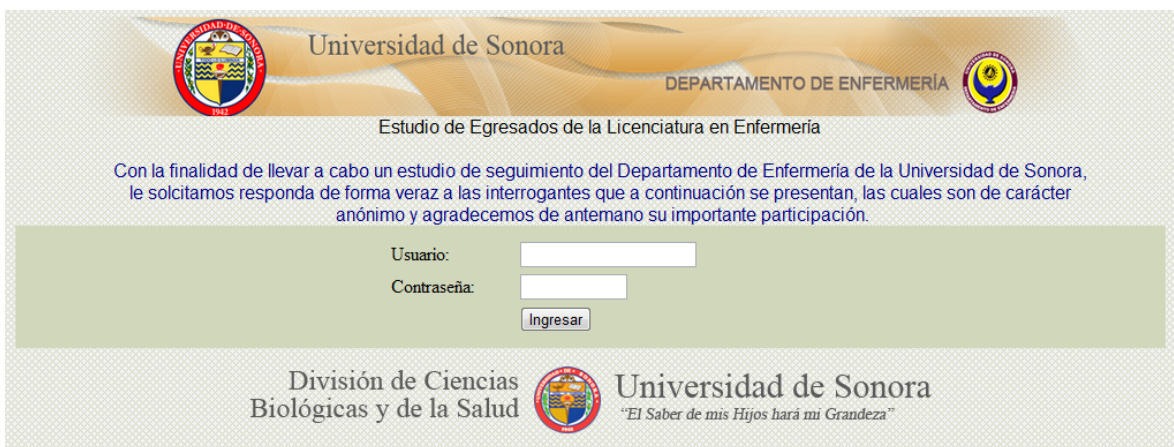 Universidad de Sonora
DEPARTAMENTO DE ENFERMERÍA
1942
Estudio de Egresados de la Licenciatura en Enfermería
Con la finalidad de llevar a cabo un estudio de seguimiento del Departamento de Enfermería de la Universidad de Sonora,
le solcitamos responda de forma veraz a las interrogantes que a continuación se presentan, las cuales son de carácter
anónimo y agradecemos de antemano su importante participación.
Usuario:
Contraseña:
Ingresar
División de Ciencias
Biológicas y de la Salud
Universidad de Sonora
“El Saber de mis Hijos hará mi Grandeza”